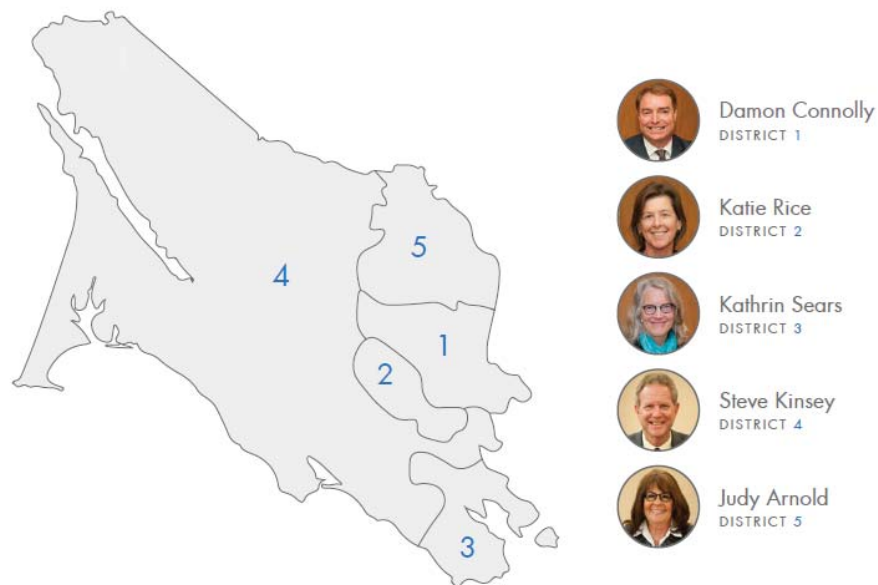 4
5
1
2
3
Damon Connolly
DISTRICT 1
Katie Rice
DISTRICT 2
Kathrin Sears
DISTRICT 3
Steve Kinsey
DISTRICT 4
Judy Arnold
DISTRICT 5